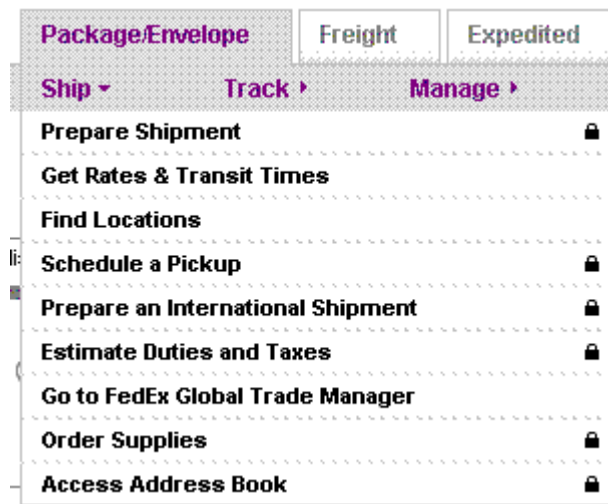 Package/Envelope Freight Expedited
Ship Track Manage
Prepare Shipment
Get Rates & Transit Times
Find Locations
Schedule a Pickup
Prepare an International Shipment
Estimate Duties and Taxes
Go to FedEx Global Trade Manager
Order Supplies
Access Address Book